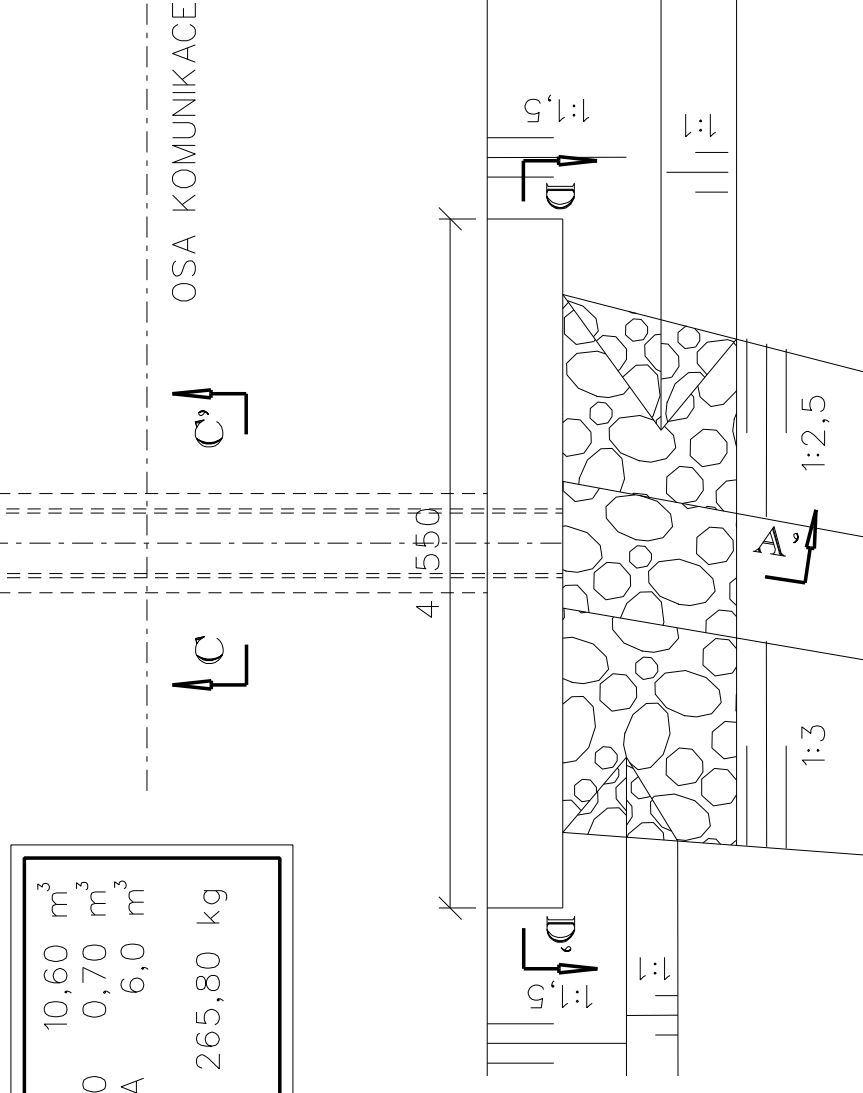 OSA KOMUNIKACE
1:1,5
1:1
D
C'
C
4 550
1:2,5
A'
1:3
D'
1:1,5
1:1
10,60 m³
0 0,70 m³
A 6,0 m³
265,80 kg